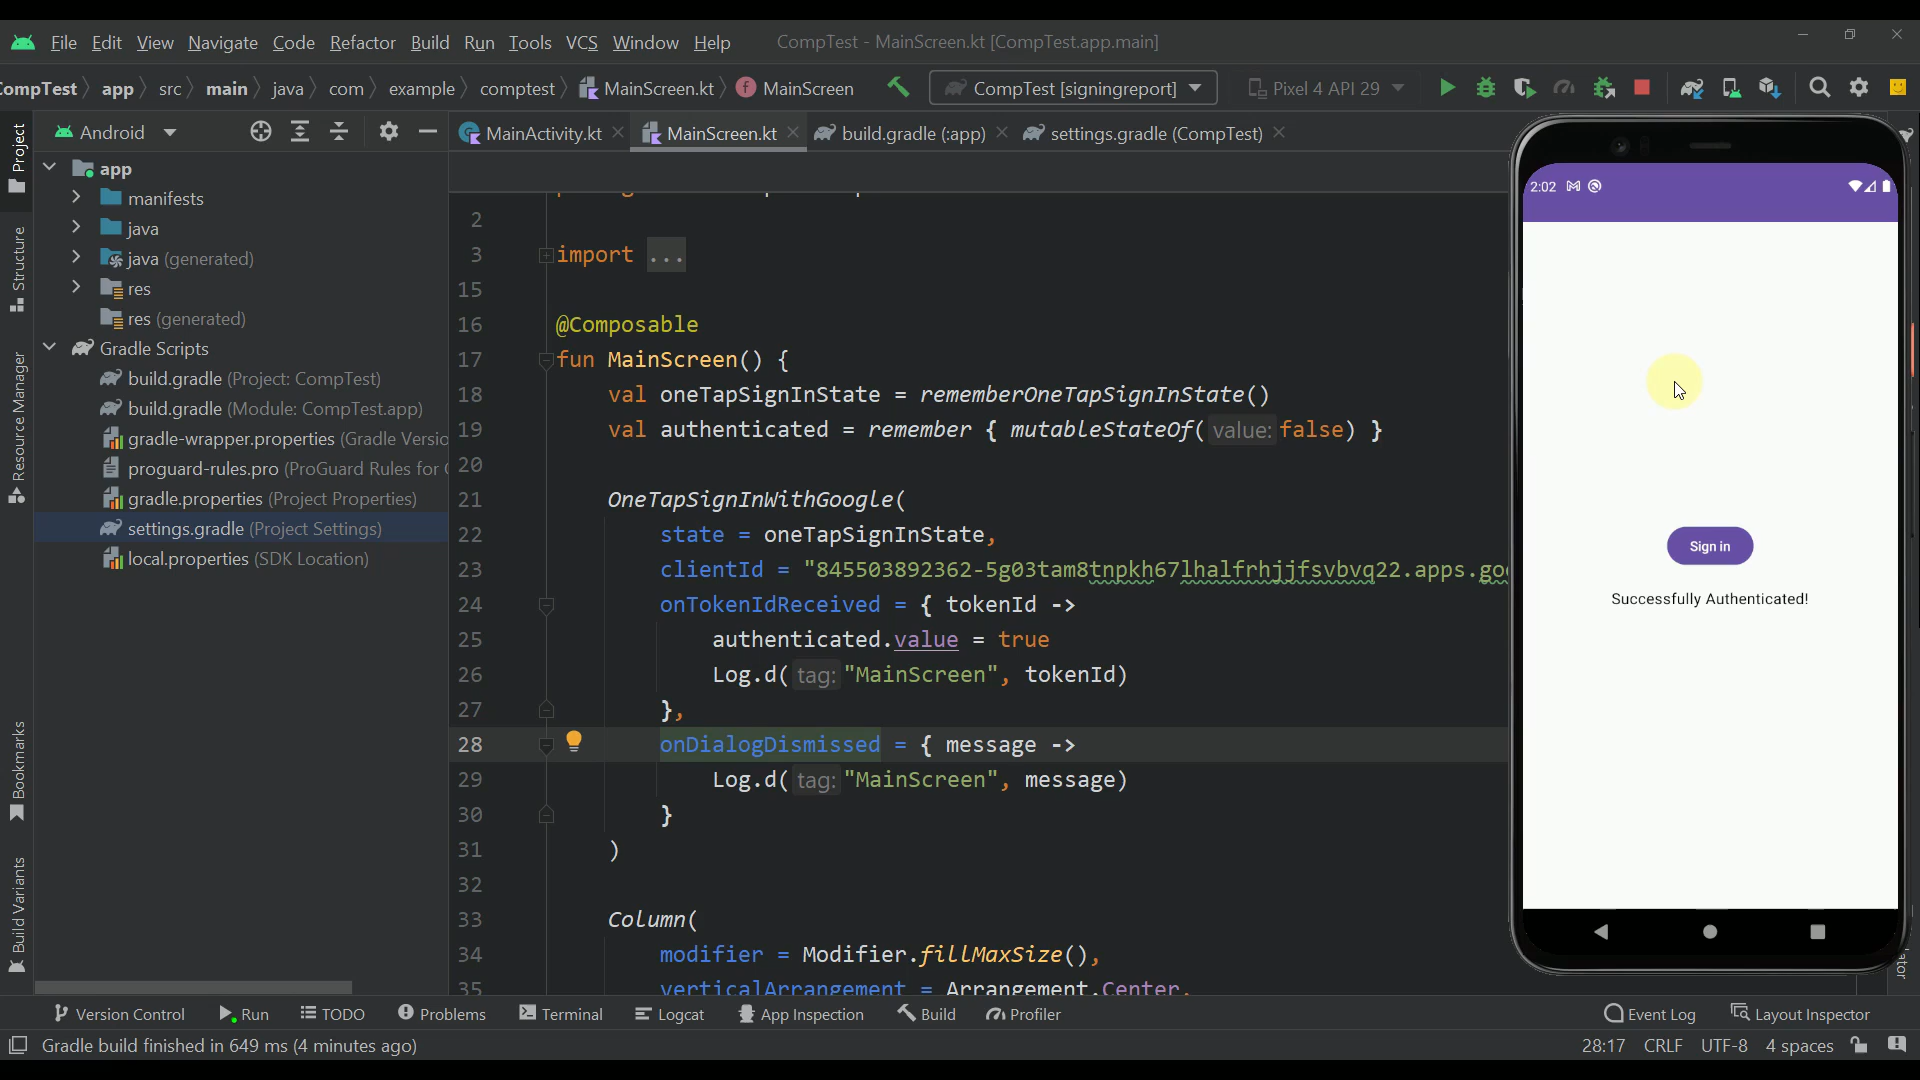 File Edit View Navigate Code Refactor Build Run Tools VCS Window Help CompTest - MainScreen.kt [CompTest.app.main]
CompTest app src main java com example comptest MainScreen.kt MainScreen CompTest [signingreport] Pixel 4 API 29
Android
MainActivity.kt MainScreen.kt build.gradle (:app) settings.gradle (CompTest)
Project
Structure
Resource Manager
Bookmarks
Build Variants
app
manifests
java
java (generated)
res
res (generated)
Gradle Scripts
build.gradle (Project: CompTest)
build.gradle (Module: CompTest.app)
gradle-wrapper.properties (Gradle Versio
proguard-rules.pro (ProGuard Rules for
gradle.properties (Project Properties)
settings.gradle (Project Settings)
local.properties (SDK Location)
2
3 import ...
15
16 @Composable
17 fun MainScreen() {
18 val oneTapSignInState = rememberOneTapSignInState()
19 val authenticated = remember { mutableStateOf( value: false) }
20
21 OneTapSignInWithGoogle(
22 state = oneTapSignInState,
23 clientId = "845503892362-5g03tam8tnpkh67lhalfrhjjfsvbvq22.apps.goo
24 onTokenIdReceived = { tokenId ->
25 authenticated.value = true
26 Log.d( tag: "MainScreen", tokenId)
27 },
28 onDialogDismissed = { message ->
29 Log.d( tag: "MainScreen", message)
30 }
31 )
32
33 Column(
34 modifier = Modifier.fillMaxSize(),
35 verticalArrangement = Arrangement.Center,
2:02
Sign in
Successfully Authenticated!
Version Control Run TODO Problems Terminal Logcat App Inspection Build Profiler Event Log Layout Inspector
Gradle build finished in 649 ms (4 minutes ago) 28:17 CRLF UTF-8 4 spaces